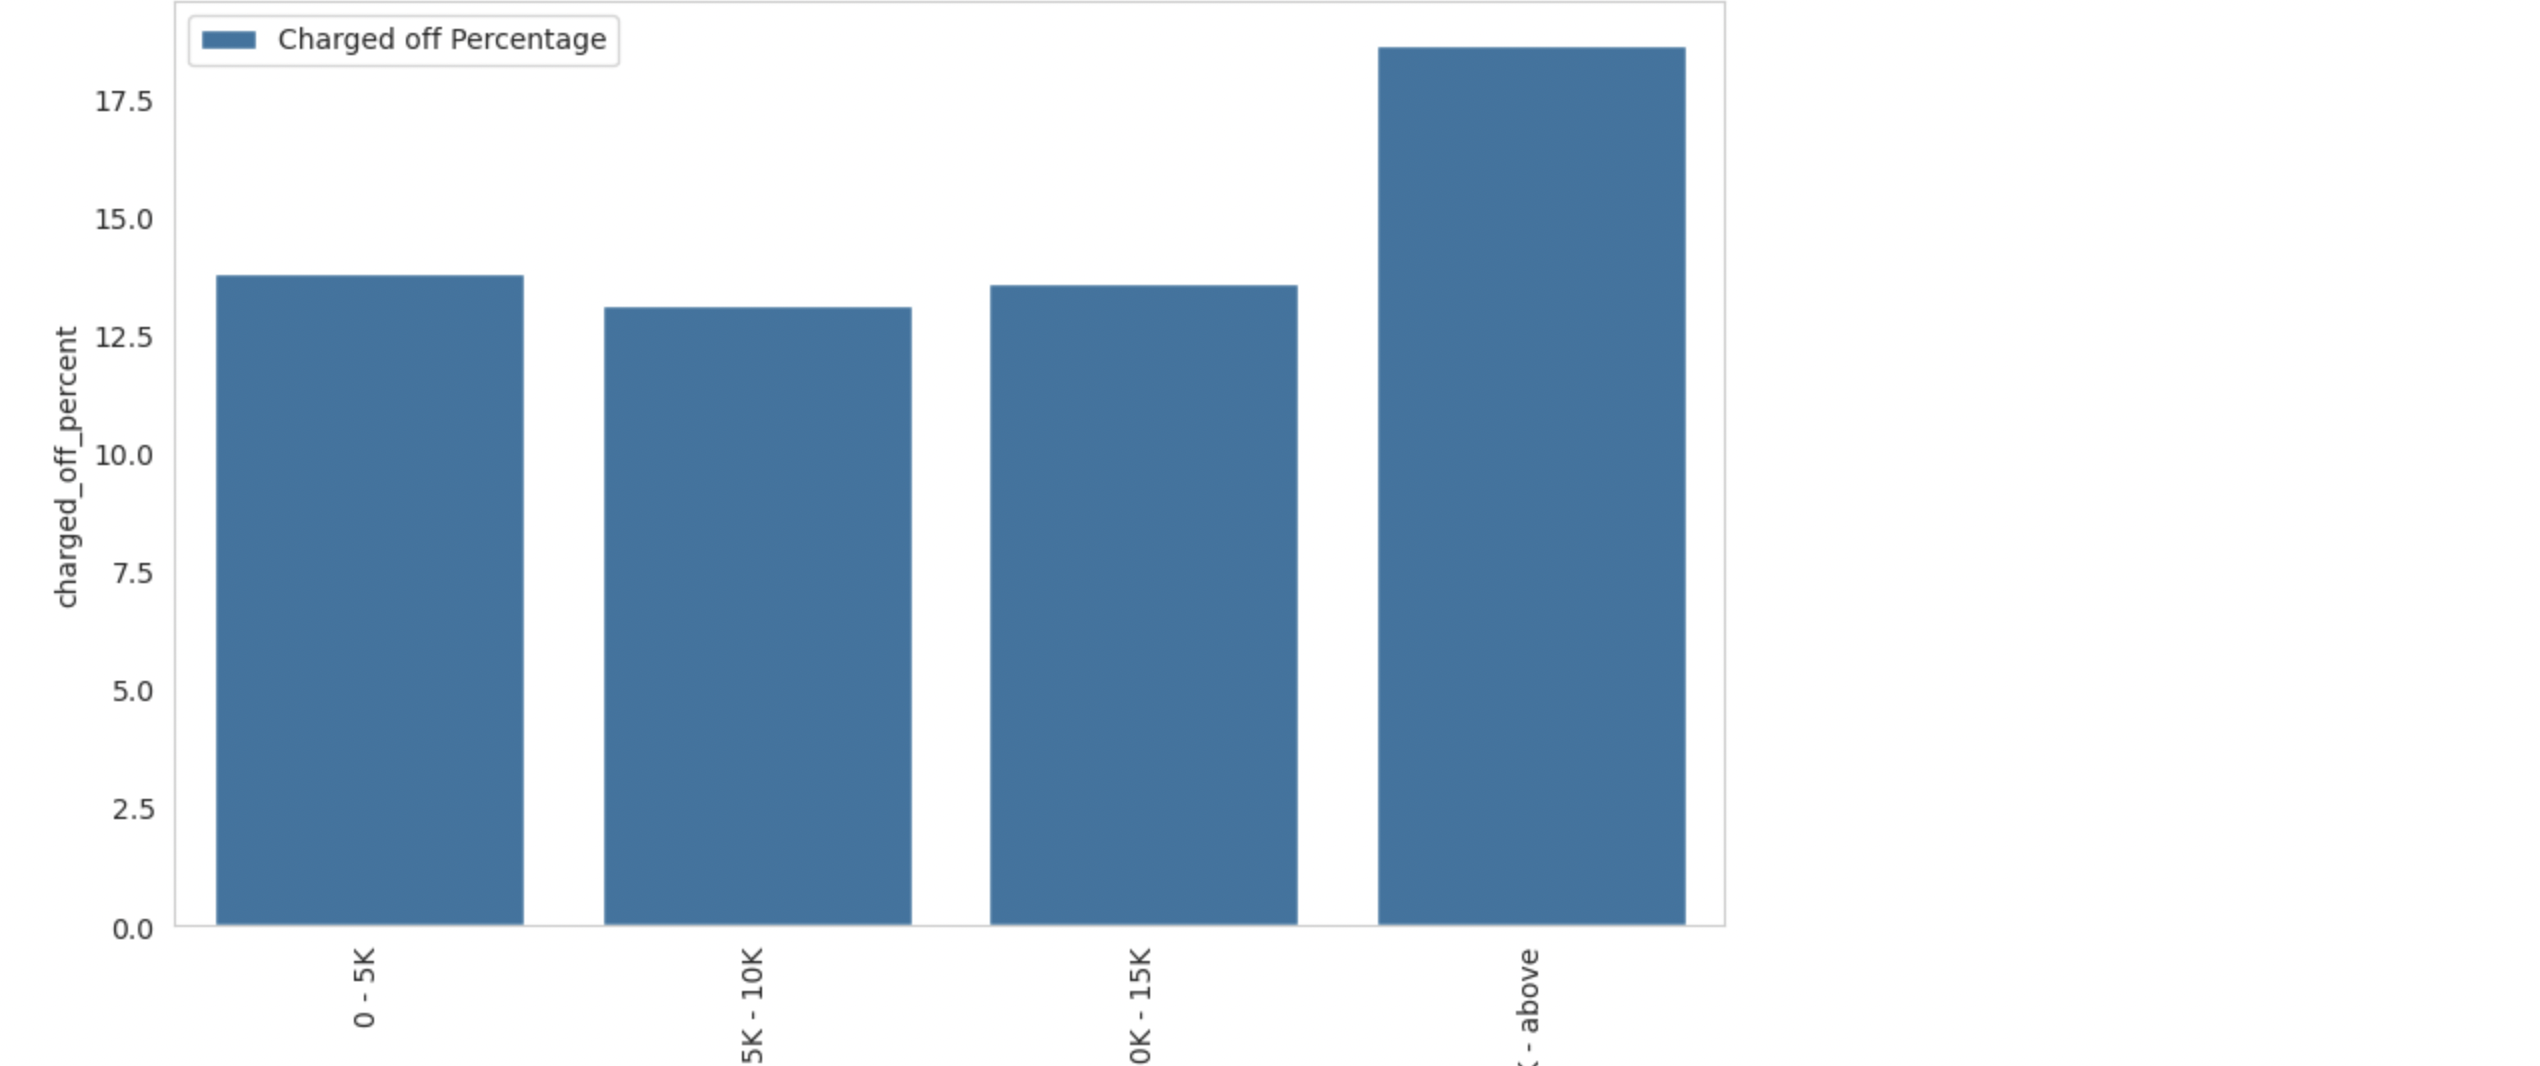 Charged off Percentage
17.5
15.0
12.5
10.0
7.5
5.0
2.5
0.0
charged_off_percent
0 - 5K
5K - 10K
0K - 15K
- above